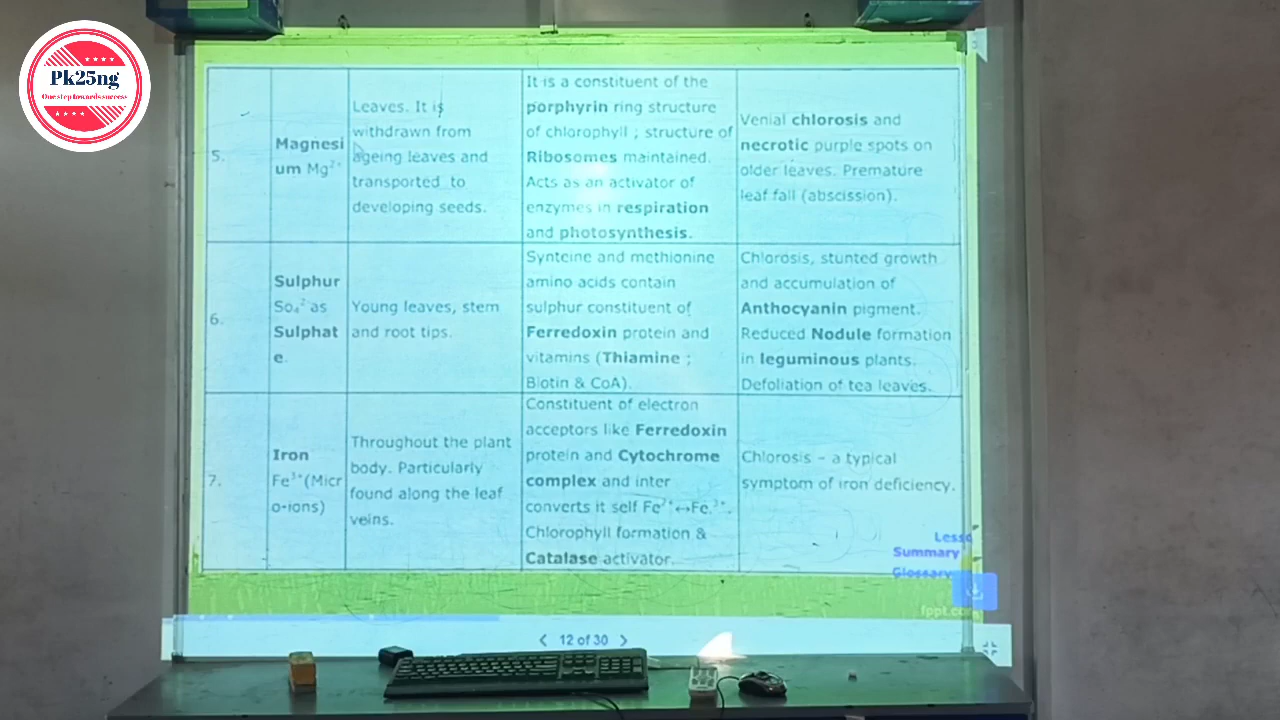 Pk25ng
One step towards success
5.
Magnesi
um Mg²⁺
Leaves. It is
withdrawn from
ageing leaves and
transported to
developing seeds.
It is a constituent of the
porphyrin ring structure
of chlorophyll ; structure of
Ribosomes maintained.
Acts as an activator of
enzymes in respiration
and photosynthesis.
Venial chlorosis and
necrotic purple spots on
older leaves. Premature
leaf fall (abscission).
6.
Sulphur
So₄²⁻as
Sulphat
e.
Young leaves, stem
and root tips.
Synteine and methionine
amino acids contain
sulphur constituent of
Ferredoxin protein and
vitamins (Thiamine ;
Biotin & CoA).
Chlorosis, stunted growth
and accumulation of
Anthocyanin pigment.
Reduced Nodule formation
in leguminous plants.
Defoliation of tea leaves.
7.
Iron
Fe³⁺(Micr
o-ions)
Throughout the plant
body. Particularly
found along the leaf
veins.
Constituent of electron
acceptors like Ferredoxin
protein and Cytochrome
complex and inter
converts it self Fe²⁺↔Fe.³⁺.
Chlorophyll formation &
Catalase activator.
Chlorosis – a typical
symptom of iron deficiency.
Summary
Glossary
fppt.com
12 of 30